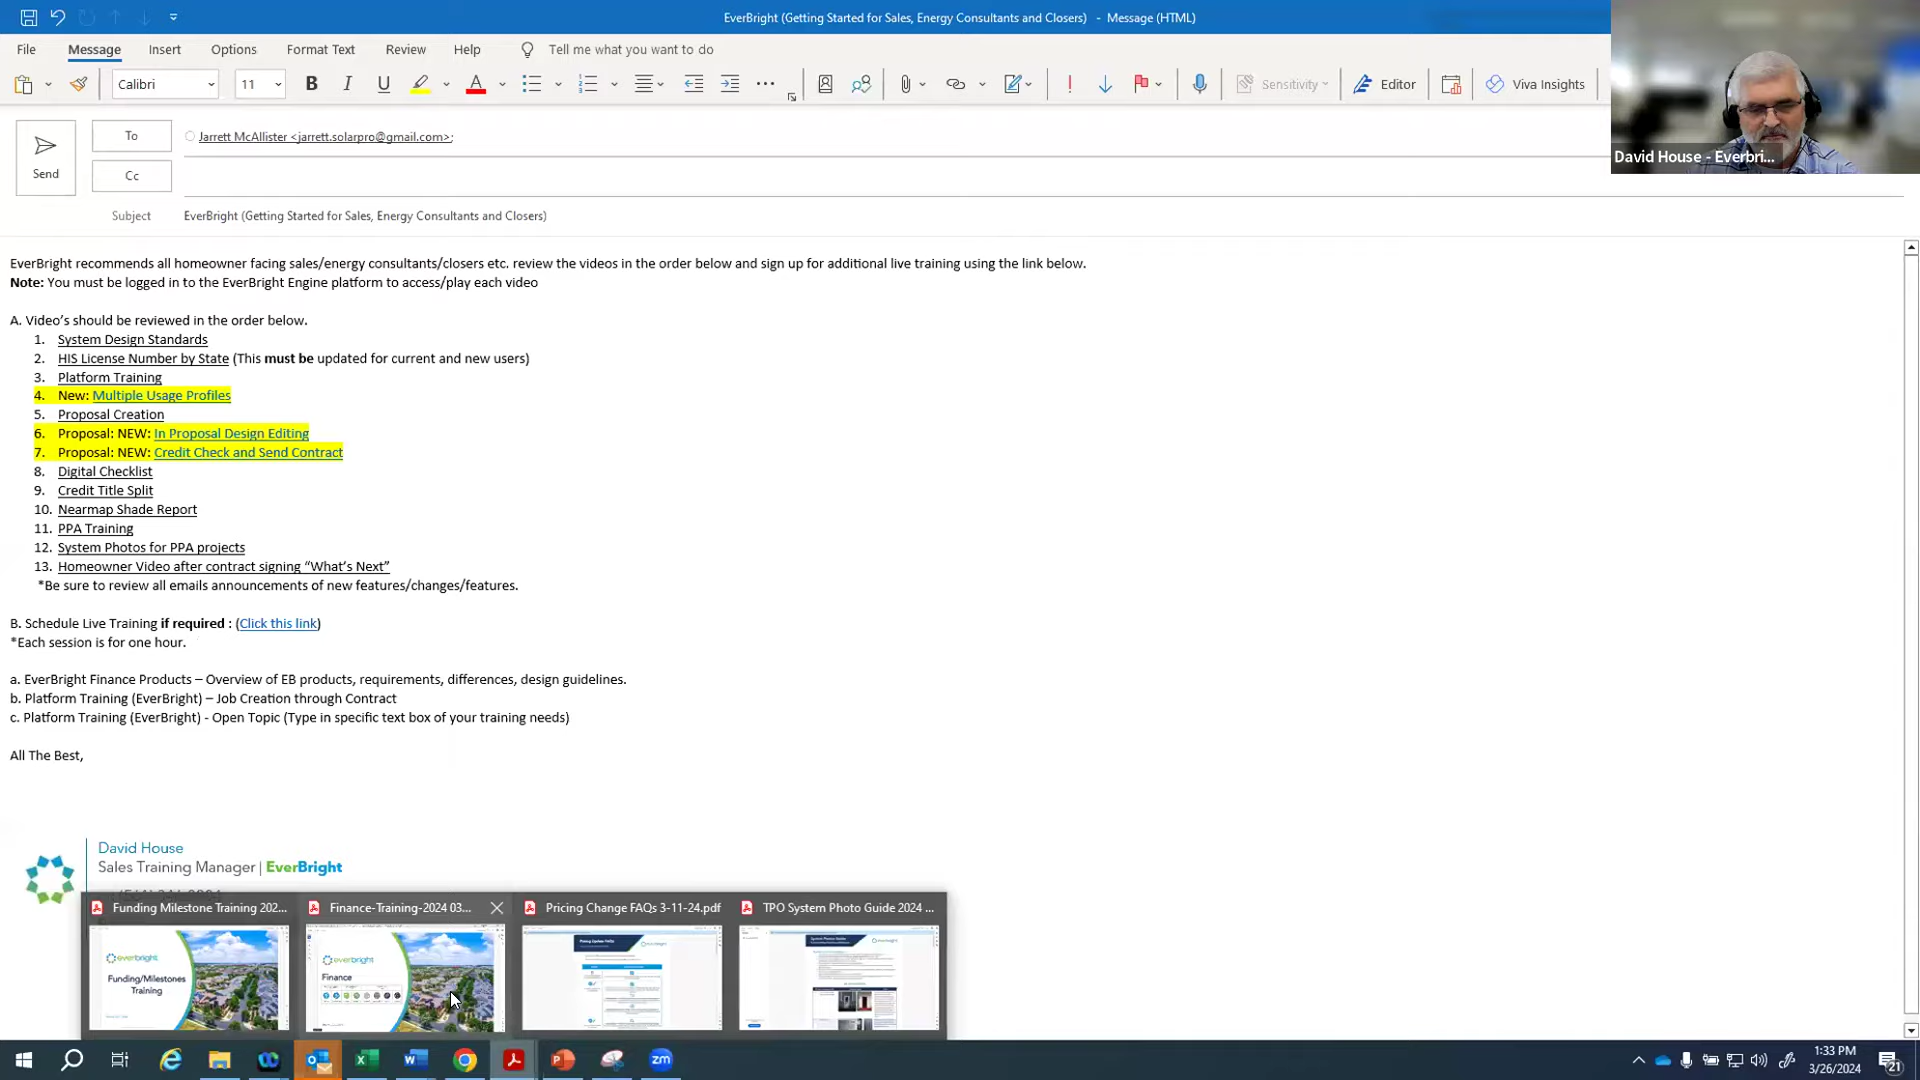 EverBright (Getting Started for Sales, Energy Consultants and Closers) - Message (HTML)
File Message Insert Options Format Text Review Help Tell me what you want to do
Calibri 11 Sensitivity Editor Viva Insights
David House - Everbri...
Send
To Jarrett McAllister <jarrett.solarpro@gmail.com>;
Cc
Subject EverBright (Getting Started for Sales, Energy Consultants and Closers)
EverBright recommends all homeowner facing sales/energy consultants/closers etc. review the videos in the order below and sign up for additional live training using the link below.
Note: You must be logged in to the EverBright Engine platform to access/play each video
A. Video's should be reviewed in the order below.
1. System Design Standards
2. HIS License Number by State (This must be updated for current and new users)
3. Platform Training
4. New: Multiple Usage Profiles
5. Proposal Creation
6. Proposal: NEW: In Proposal Design Editing
7. Proposal: NEW: Credit Check and Send Contract
8. Digital Checklist
9. Credit Title Split
10. Nearmap Shade Report
11. PPA Training
12. System Photos for PPA projects
13. Homeowner Video after contract signing “What’s Next”
*Be sure to review all emails announcements of new features/changes/features.
B. Schedule Live Training if required : (Click this link)
*Each session is for one hour.
a. EverBright Finance Products – Overview of EB products, requirements, differences, design guidelines.
b. Platform Training (EverBright) – Job Creation through Contract
c. Platform Training (EverBright) - Open Topic (Type in specific text box of your training needs)
All The Best,
David House
Sales Training Manager | EverBright
Funding Milestone Training 202... Finance-Training-2024 03... Pricing Change FAQs 3-11-24.pdf TPO System Photo Guide 2024 ...
everbright
Funding/Milestones
Training
everbright
Finance
1:33 PM
3/26/2024
21